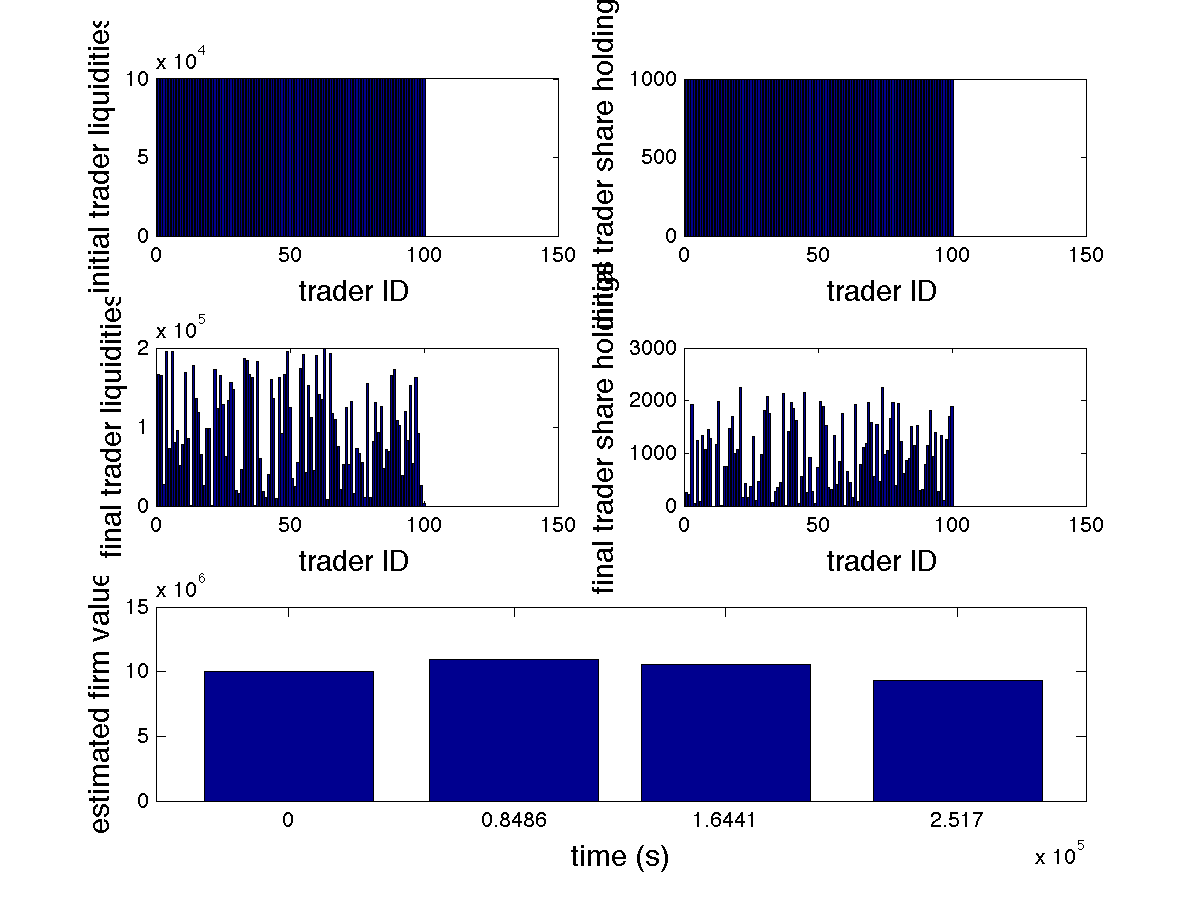 initial trader liquidities
x 10^4
10
5
0
0 50 100 150
trader ID
trader share holding
1000
500
0
0 50 100 150
trader ID
final trader liquidities
x 10^5
2
1
0
0 50 100 150
trader ID
final trader share
3000
2000
1000
0
0 50 100 150
trader ID
estimated firm value
x 10^6
15
10
5
0
0 0.8486 1.6441 2.517
x 10^5
time (s)